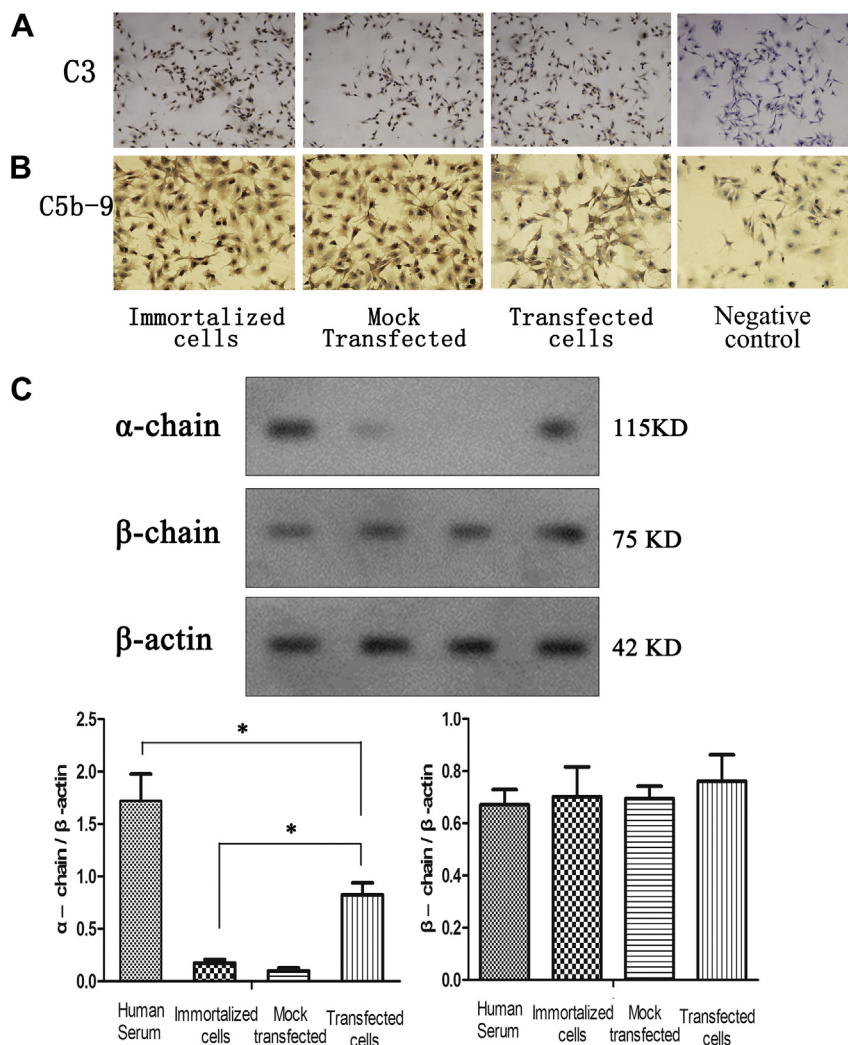 A
C3
B
C5b-9
Immortalized
cells
Mock
Transfected
Transfected
cells
Negative
control
C
α-chain
115KD
β-chain
75 KD
β-actin
42 KD
α – chain / β -actin
2.5
2.0
1.5
1.0
0.5
0.0
*
*
Human
Serum
Immortalized
cells
Mock
transfected
Transfected
cells
β – chain / β -actin
1.0
0.8
0.6
0.4
0.2
0.0
Human
Serum
Immortalized
cells
Mock
transfected
Transfected
cells